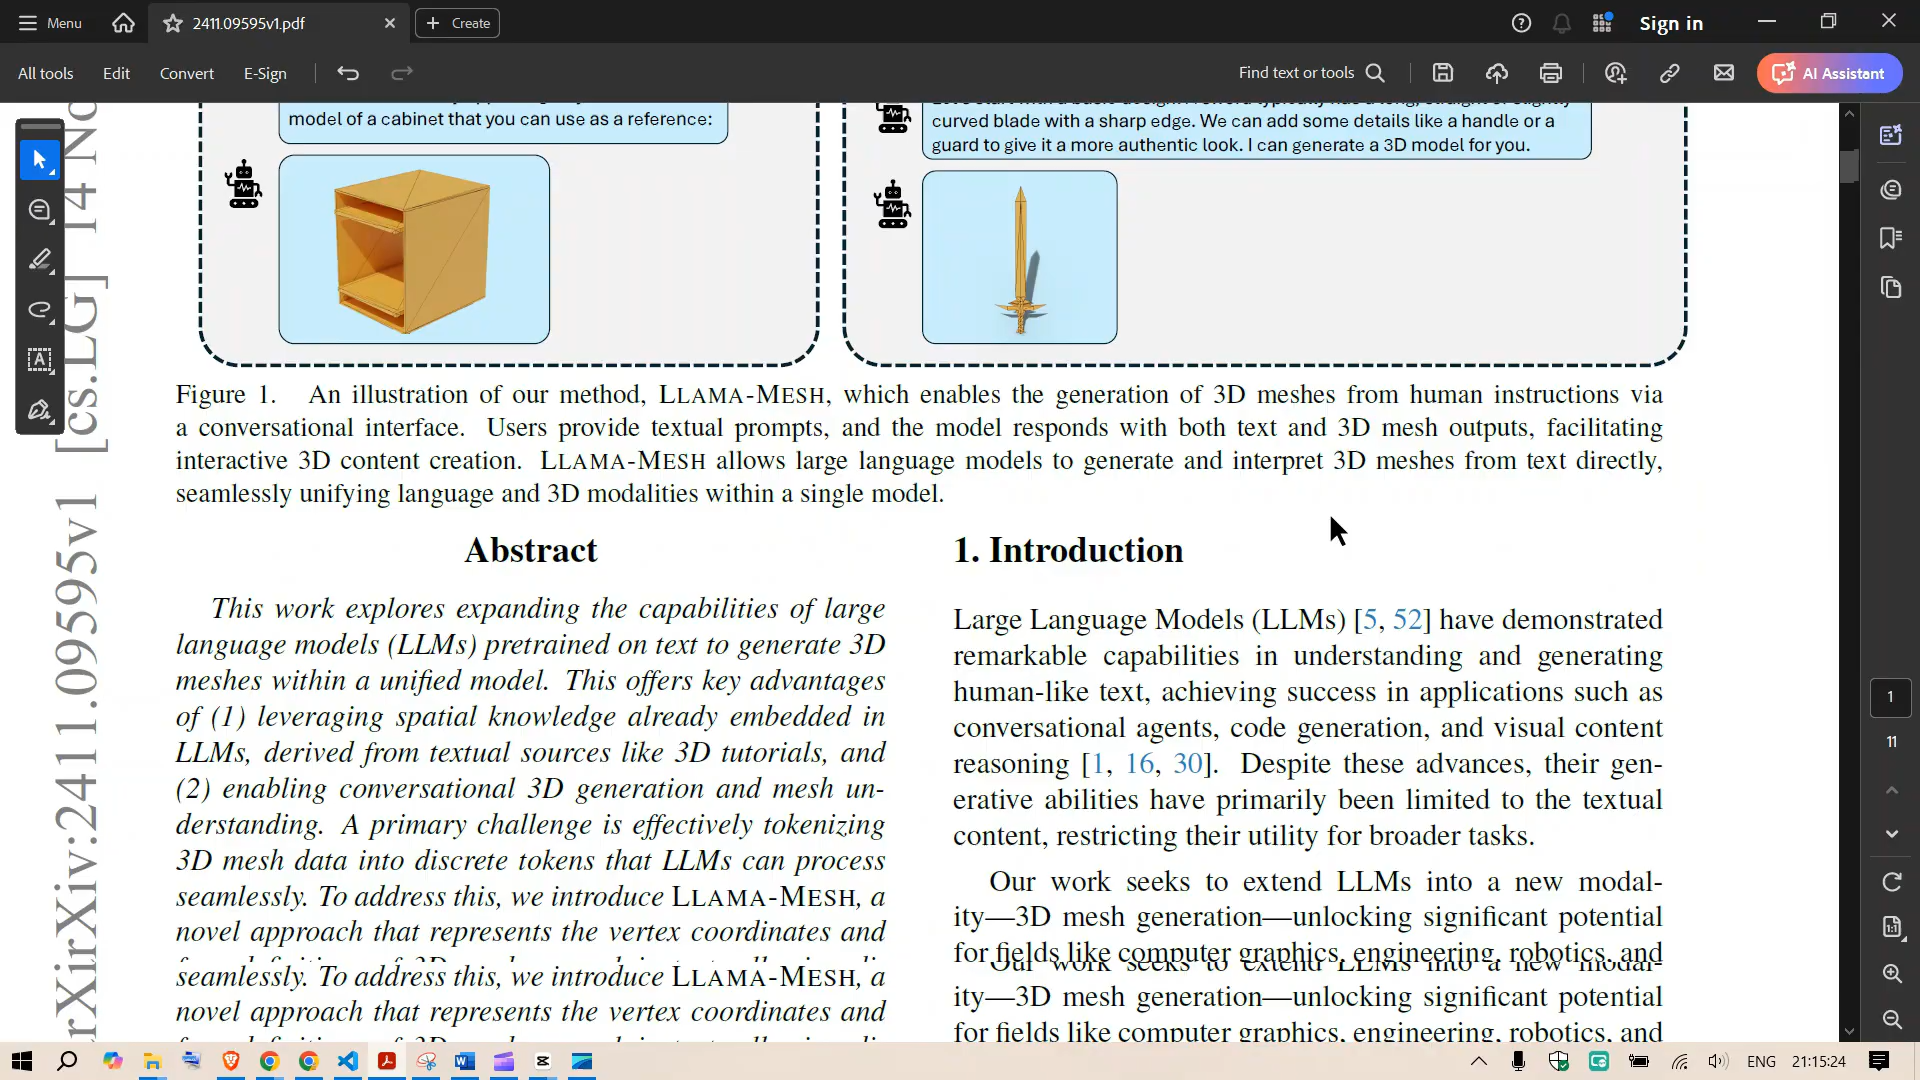 Menu
2411.09595v1.pdf
Create
Sign in
All tools
Edit
Convert
E-Sign
Find text or tools
AI Assistant
model of a cabinet that you can use as a reference:
curved blade with a sharp edge. We can add some details like a handle or a
guard to give it a more authentic look. I can generate a 3D model for you.
Figure 1. An illustration of our method, LLAMA-MESH, which enables the generation of 3D meshes from human instructions via
a conversational interface. Users provide textual prompts, and the model responds with both text and 3D mesh outputs, facilitating
interactive 3D content creation. LLAMA-MESH allows large language models to generate and interpret 3D meshes from text directly,
seamlessly unifying language and 3D modalities within a single model.
Abstract
This work explores expanding the capabilities of large
language models (LLMs) pretrained on text to generate 3D
meshes within a unified model. This offers key advantages
of (1) leveraging spatial knowledge already embedded in
LLMs, derived from textual sources like 3D tutorials, and
(2) enabling conversational 3D generation and mesh un-
derstanding. A primary challenge is effectively tokenizing
3D mesh data into discrete tokens that LLMs can process
seamlessly. To address this, we introduce LLAMA-MESH, a
novel approach that represents the vertex coordinates and
seamlessly. To address this, we introduce LLAMA-MESH, a
novel approach that represents the vertex coordinates and
1. Introduction
Large Language Models (LLMs) [5, 52] have demonstrated
remarkable capabilities in understanding and generating
human-like text, achieving success in applications such as
conversational agents, code generation, and visual content
reasoning [1, 16, 30]. Despite these advances, their gen-
erative abilities have primarily been limited to the textual
content, restricting their utility for broader tasks.
Our work seeks to extend LLMs into a new modal-
ity—3D mesh generation—unlocking significant potential
for fields like computer graphics, engineering, robotics, and
Our work seeks to extend LLMs into a new modal-
ity—3D mesh generation—unlocking significant potential
for fields like computer graphics, engineering, robotics, and
rXiv:2411.09595v1 [cs.LG] 14 No
1
11
ENG
21:15:24